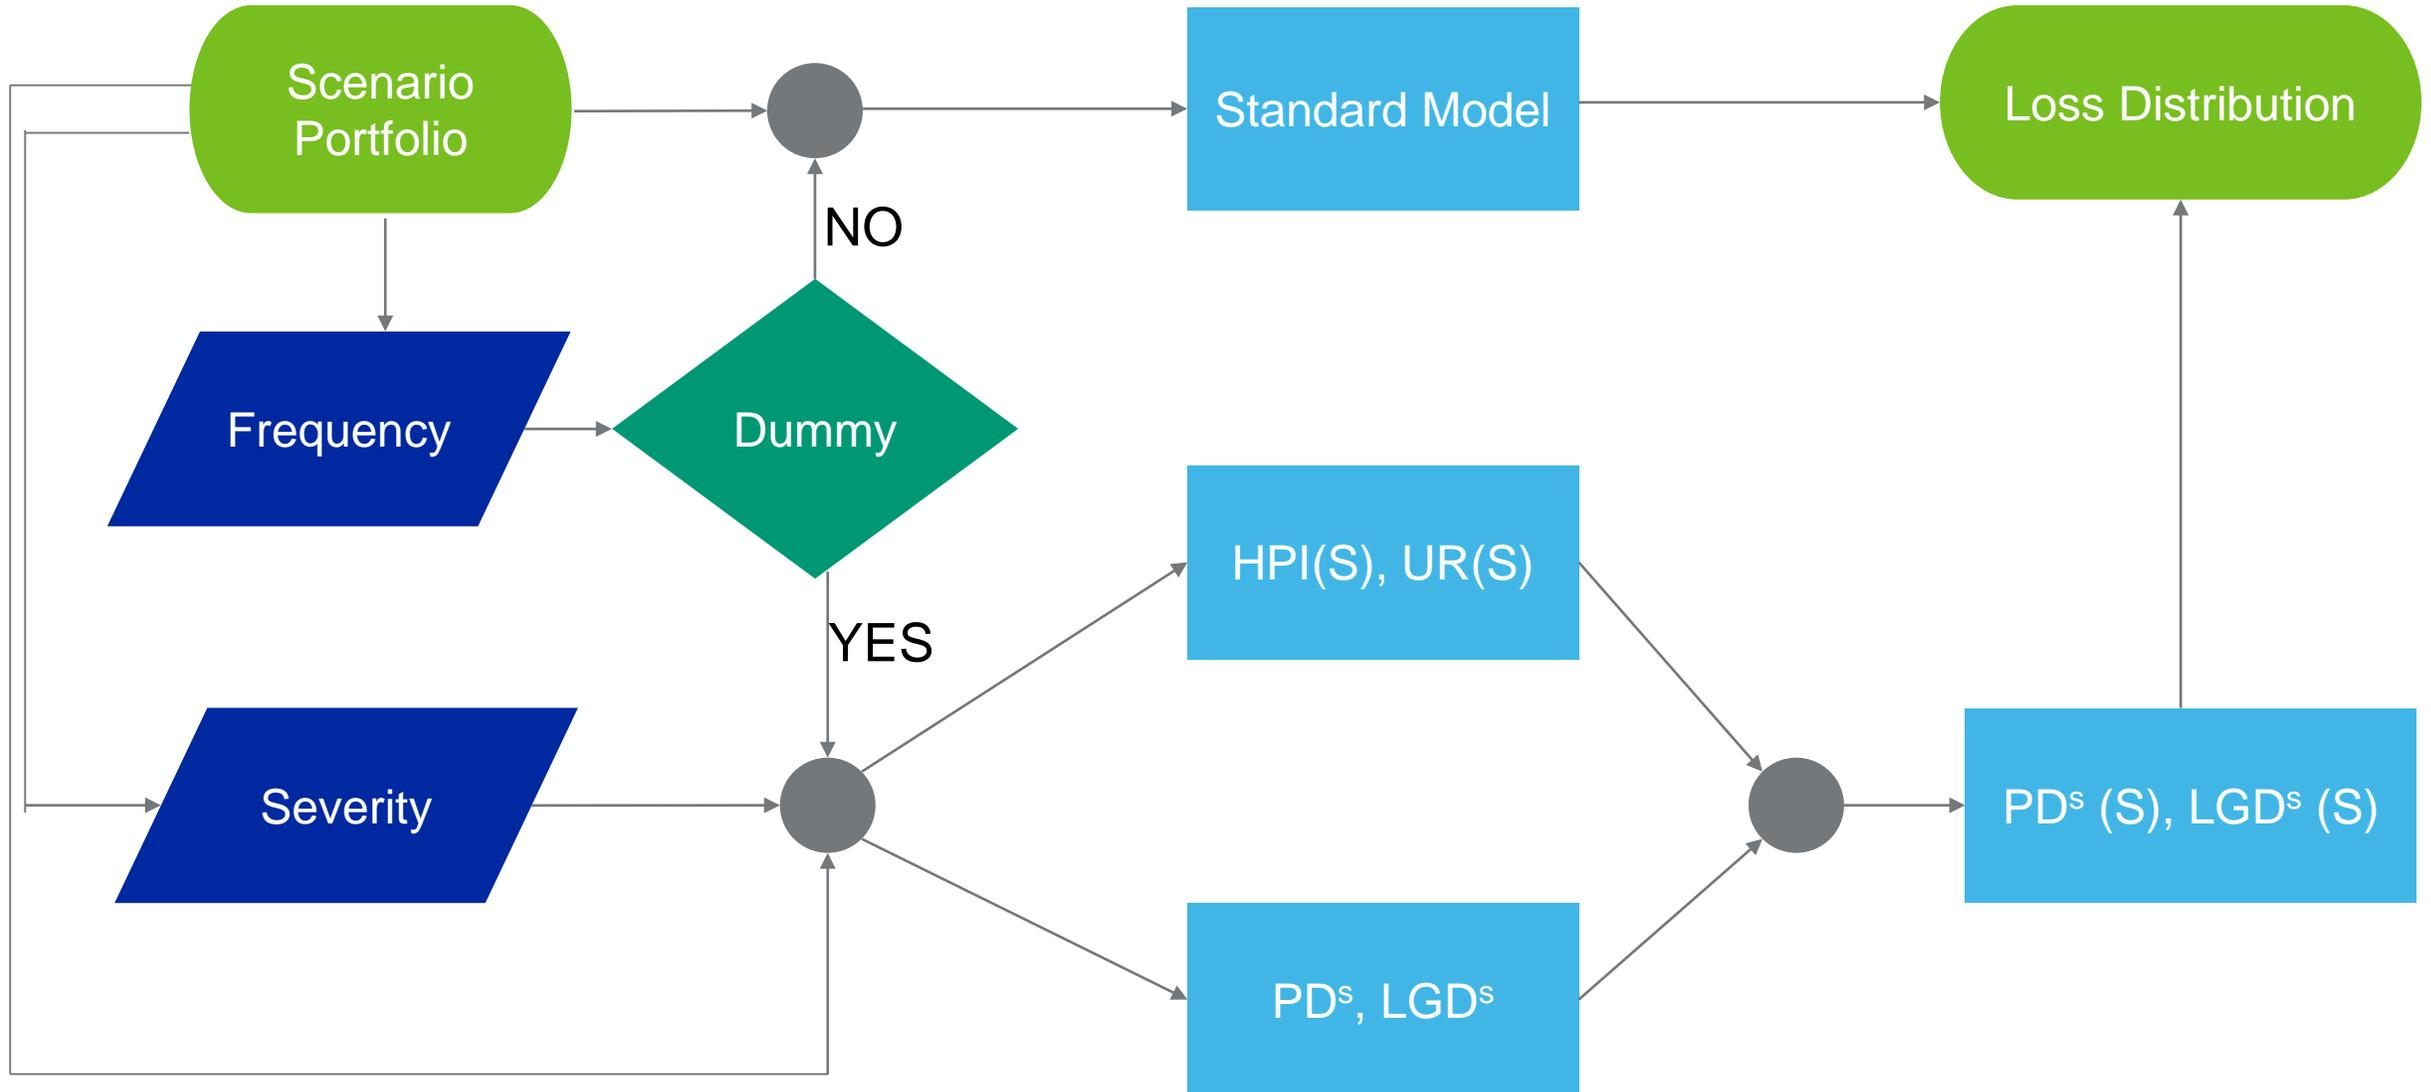 Scenario
Portfolio
Standard Model
Loss Distribution
NO
Frequency
Dummy
HPI(S), UR(S)
YES
Severity
PDˢ (S), LGDˢ (S)
PDˢ, LGDˢ